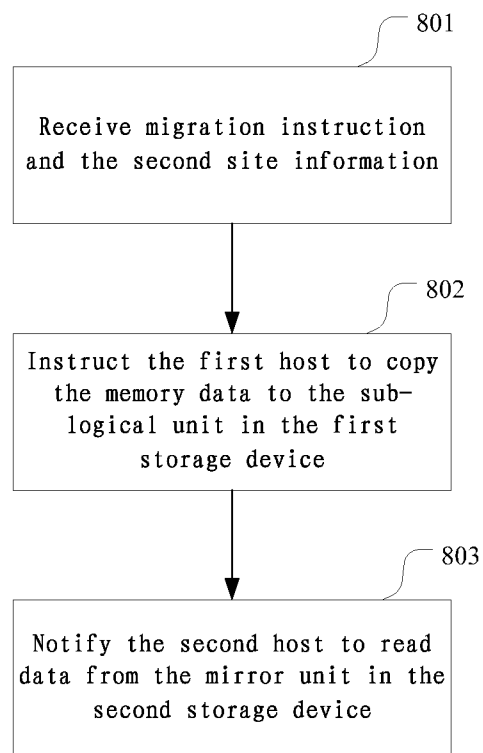 801
Receive migration instruction
and the second site information
802
Instruct the first host to copy
the memory data to the sub-
logical unit in the first
storage device
803
Notify the second host to read
data from the mirror unit in the
second storage device